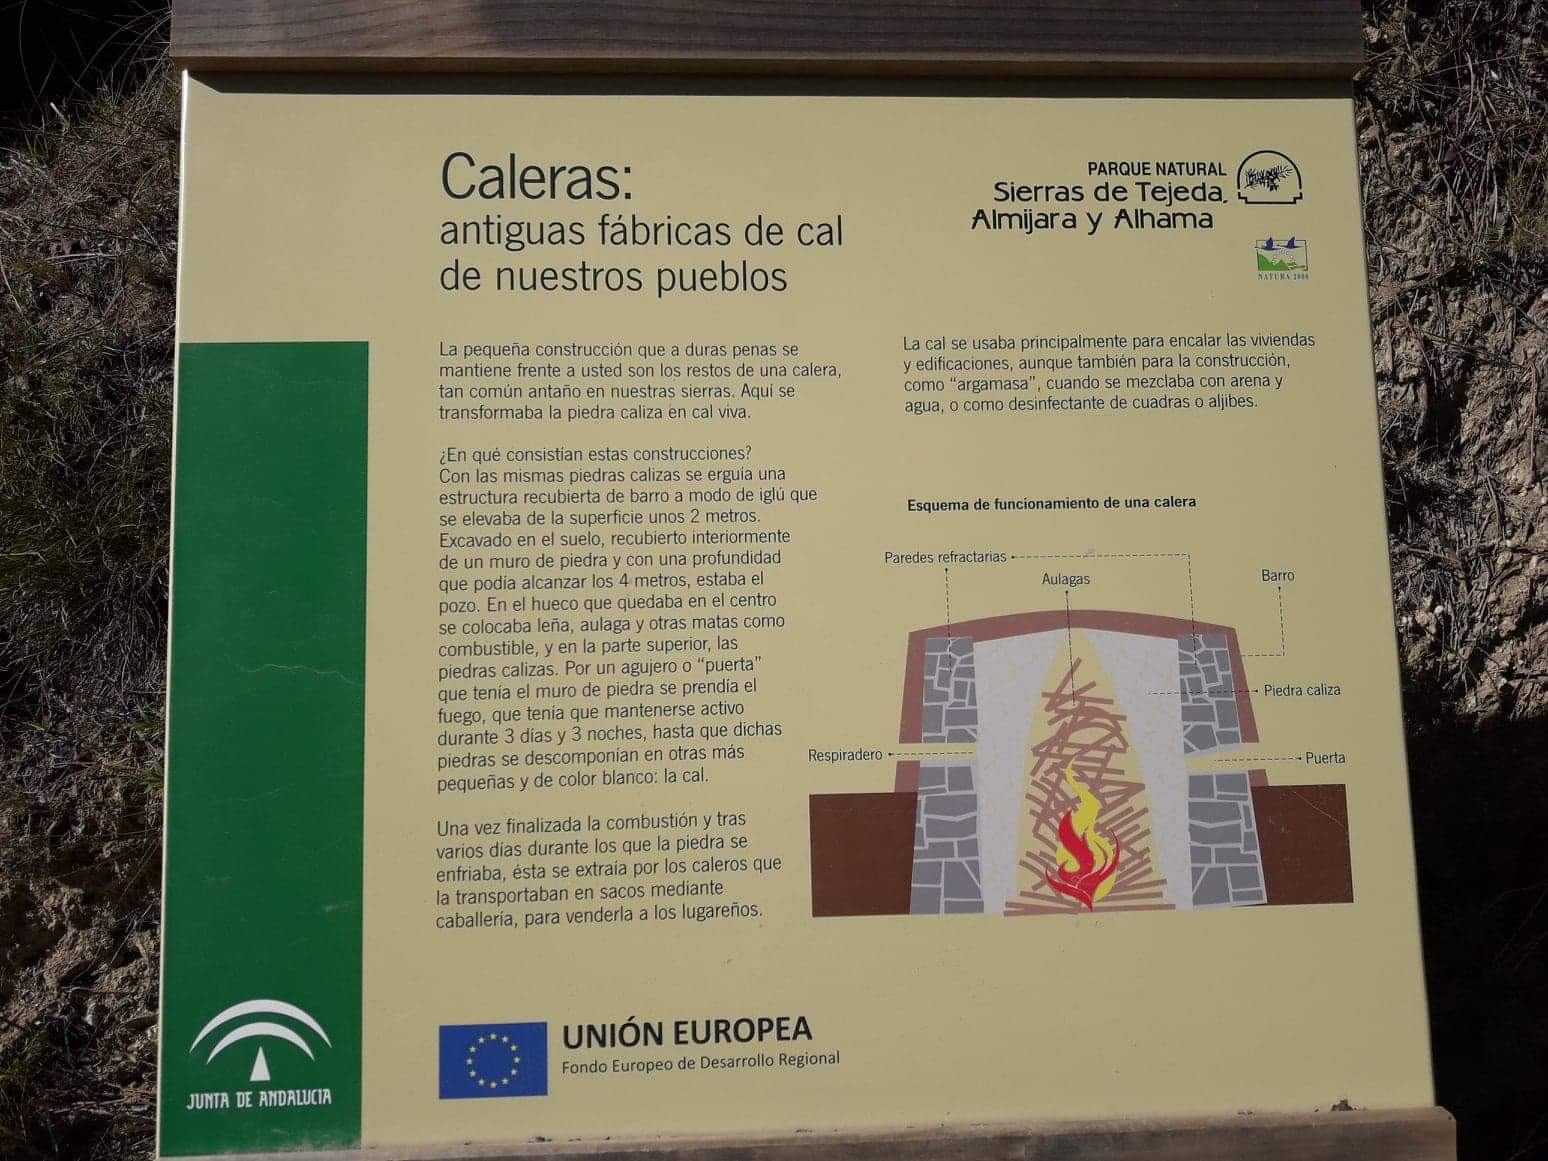 Caleras:
antiguas fábricas de cal
de nuestros pueblos
PARQUE NATURAL
Sierras de Tejeda,
Almijara y Alhama
NATURA 2000
La pequeña construcción que a duras penas se
mantiene frente a usted son los restos de una calera,
tan común antaño en nuestras sierras. Aquí se
transformaba la piedra caliza en cal viva.
¿En qué consistían estas construcciones?
Con las mismas piedras calizas se erguía una
estructura recubierta de barro a modo de iglú que
se elevaba de la superficie unos 2 metros.
Excavado en el suelo, recubierto interiormente
de un muro de piedra y con una profundidad
que podía alcanzar los 4 metros, estaba el
pozo. En el hueco que quedaba en el centro
se colocaba leña, aulaga y otras matas como
combustible, y en la parte superior, las
piedras calizas. Por un agujero o “puerta”
que tenía el muro de piedra se prendía el
fuego, que tenía que mantenerse activo
durante 3 días y 3 noches, hasta que dichas
piedras se descomponían en otras más
pequeñas y de color blanco: la cal.
Una vez finalizada la combustión y tras
varios días durante los que la piedra se
enfriaba, ésta se extraía por los caleros que
la transportaban en sacos mediante
caballería, para venderla a los lugareños.
La cal se usaba principalmente para encalar las viviendas
y edificaciones, aunque también para la construcción,
como “argamasa”, cuando se mezclaba con arena y
agua, o como desinfectante de cuadras o aljibes.
Esquema de funcionamiento de una calera
Paredes refractarias
Aulagas
Barro
Piedra caliza
Respiradero
Puerta
JUNTA DE ANDALUCIA
UNIÓN EUROPEA
Fondo Europeo de Desarrollo Regional